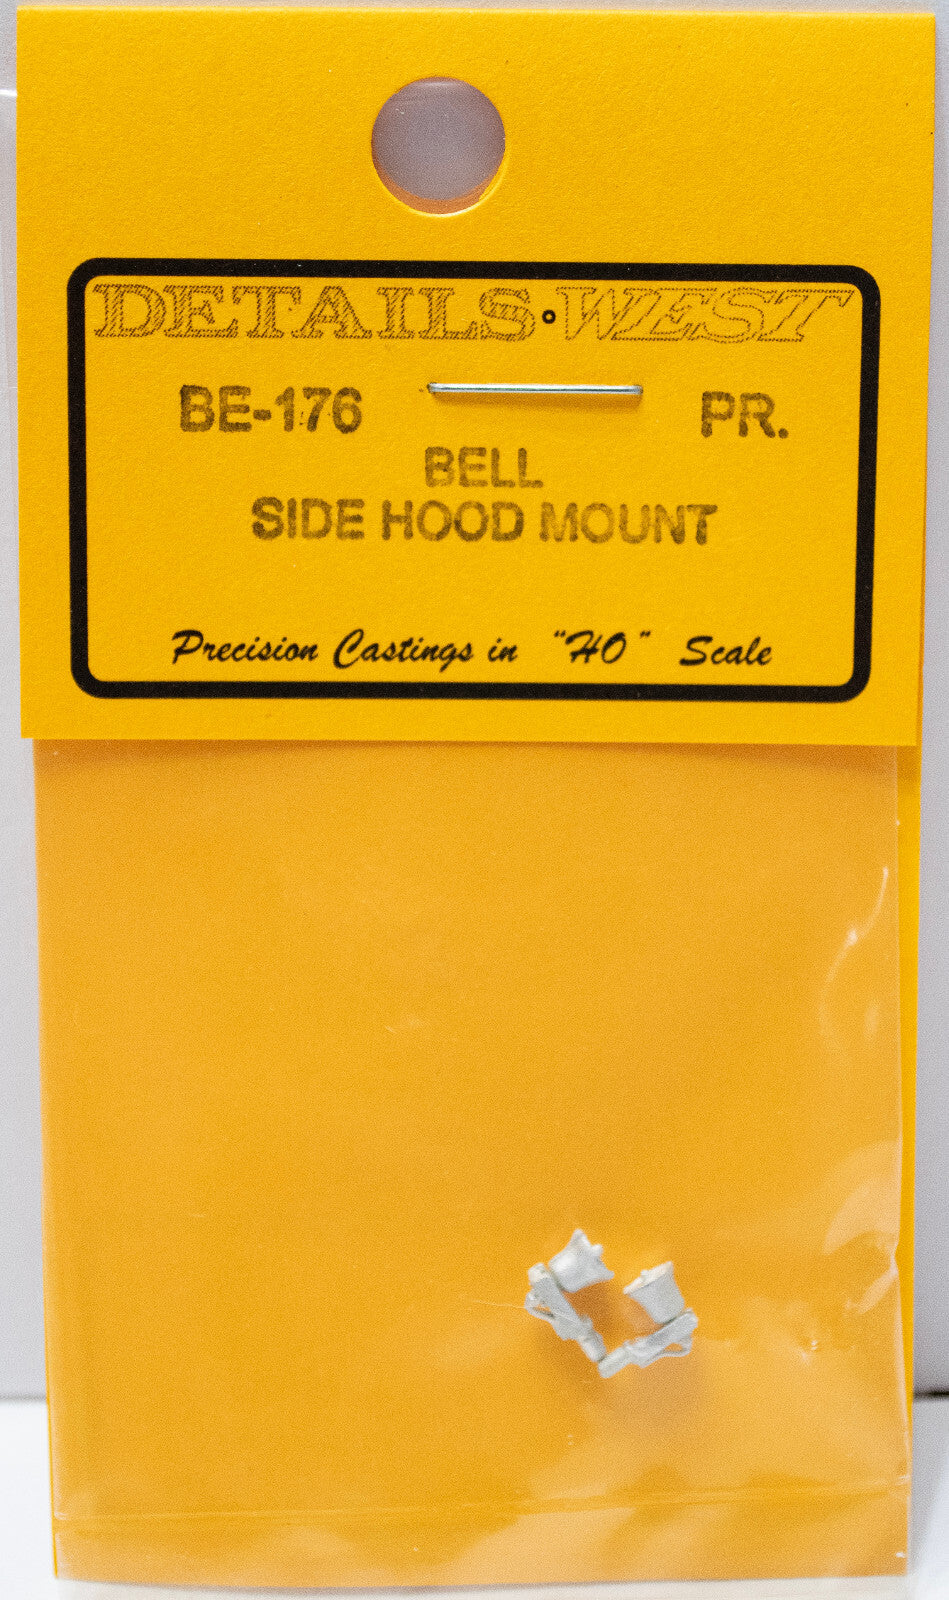 DETAILS WEST
BE-176 PR.
BELL
SIDE HOOD MOUNT
Precision Castings in "HO" Scale